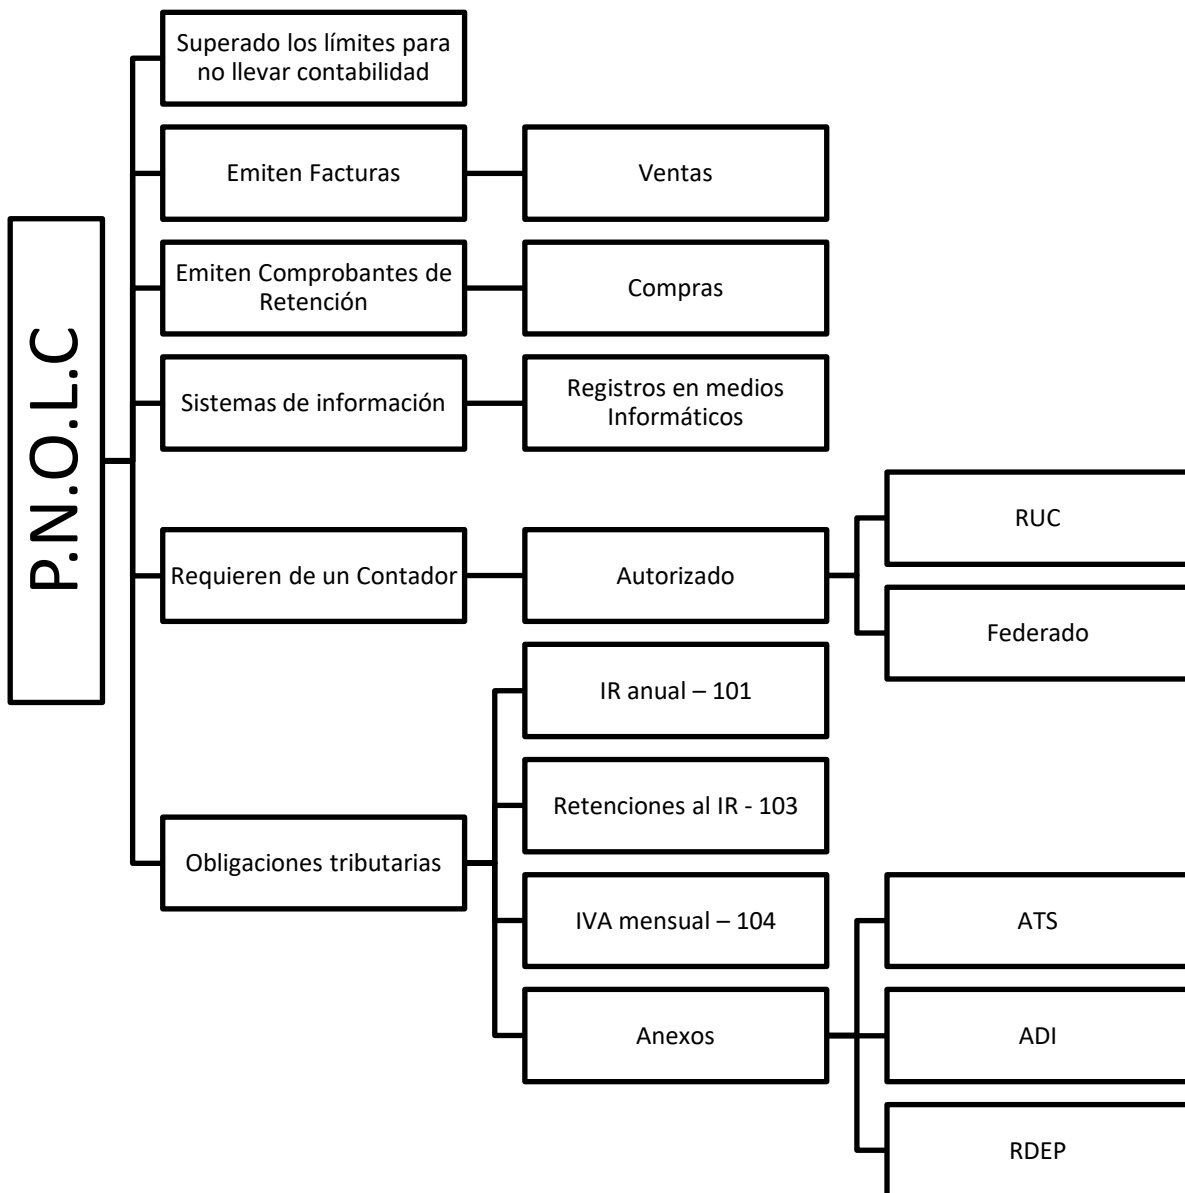 P.N.O.L.C
Superado los límites para
no llevar contabilidad
Emiten Facturas
Ventas
Emiten Comprobantes de
Retención
Compras
Sistemas de información
Registros en medios
Informáticos
Requieren de un Contador
Autorizado
RUC
Federado
Obligaciones tributarias
IR anual – 101
Retenciones al IR - 103
IVA mensual – 104
Anexos
ATS
ADI
RDEP